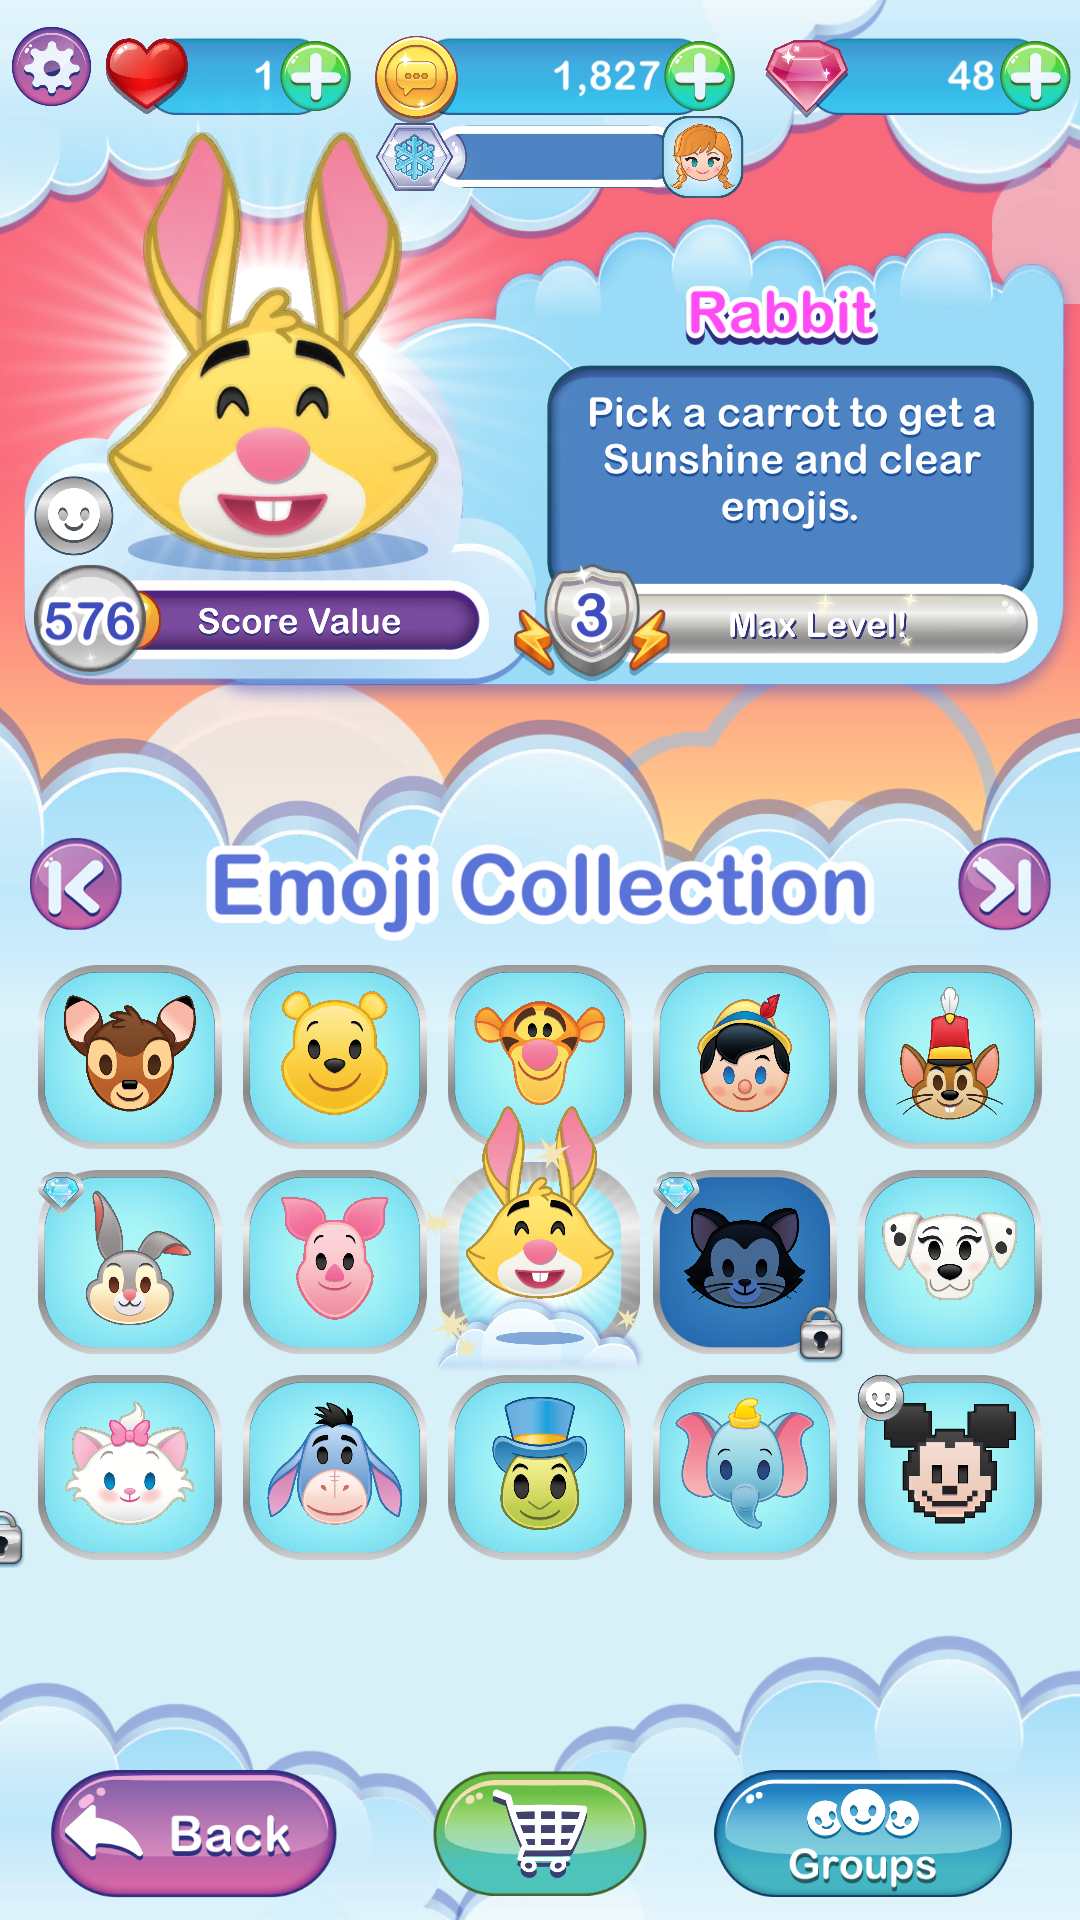 1
1,827
48
Rabbit
Pick a carrot to get a
Sunshine and clear
emojis.
576
Score Value
3
Max Level!
Emoji Collection
Back
Groups